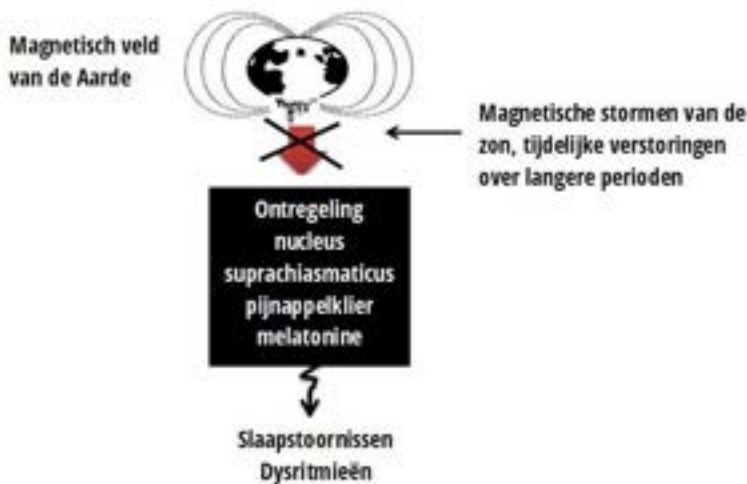 Magnetisch veld
van de Aarde
Magnetische stormen van de
zon, tijdelijke verstoringen
over langere perioden
Ontregeling
nucleus
suprachiasmaticus
pijnappelklier
melatonine
Slaapstoornissen
Dysritmieën